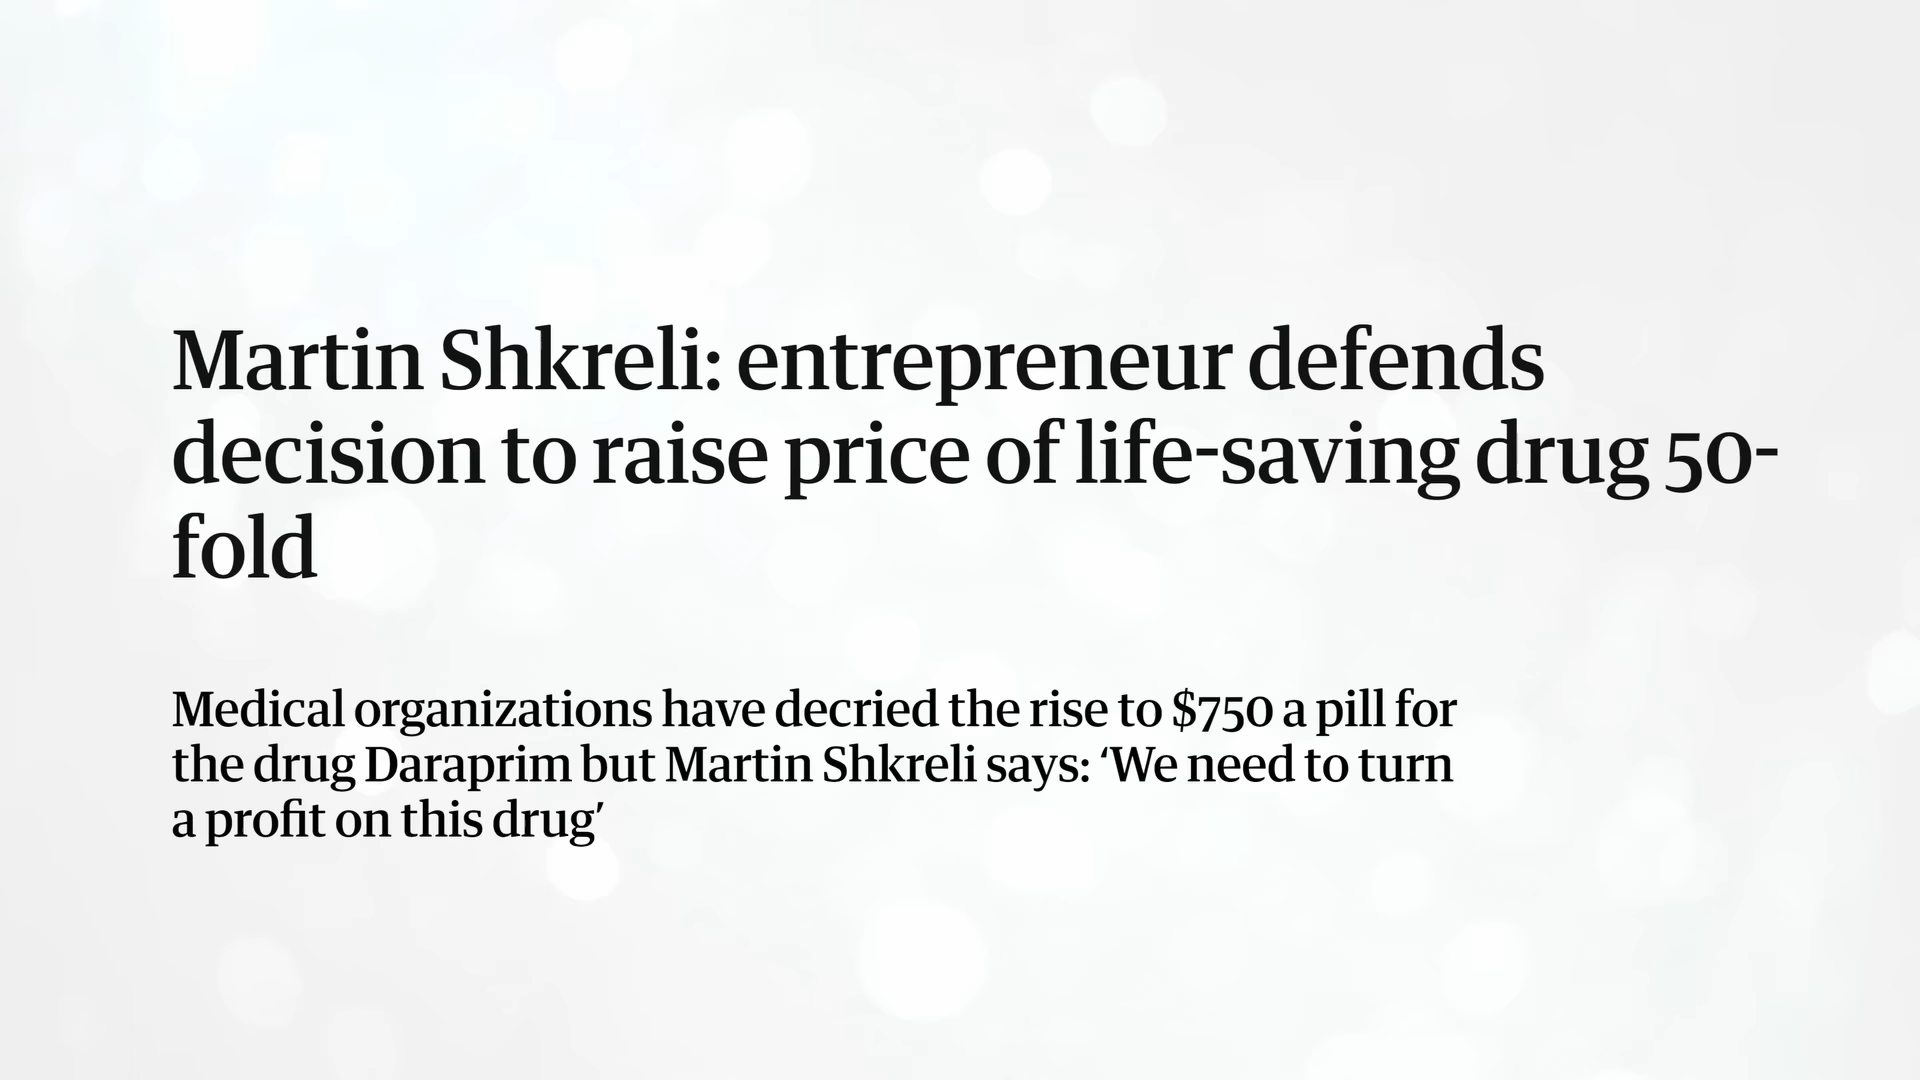 Martin Shkreli: entrepreneur defends
decision to raise price of life-saving drug 50-
fold
Medical organizations have decried the rise to $750 a pill for
the drug Daraprim but Martin Shkreli says: ‘We need to turn
a profit on this drug’